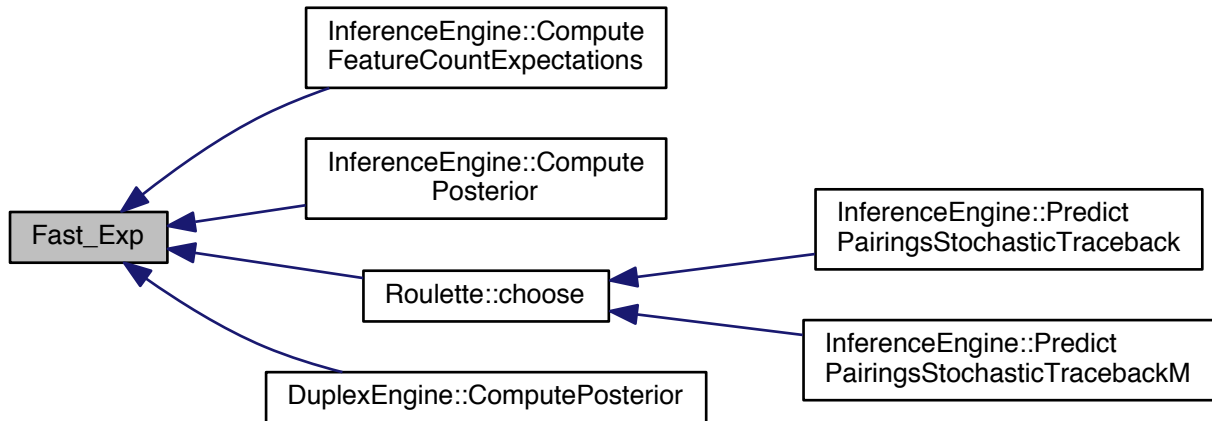 InferenceEngine::Compute
FeatureCountExpectations
InferenceEngine::Compute
Posterior
Fast_Exp
InferenceEngine::Predict
PairingsStochasticTraceback
Roulette::choose
InferenceEngine::Predict
PairingsStochasticTracebackM
DuplexEngine::ComputePosterior